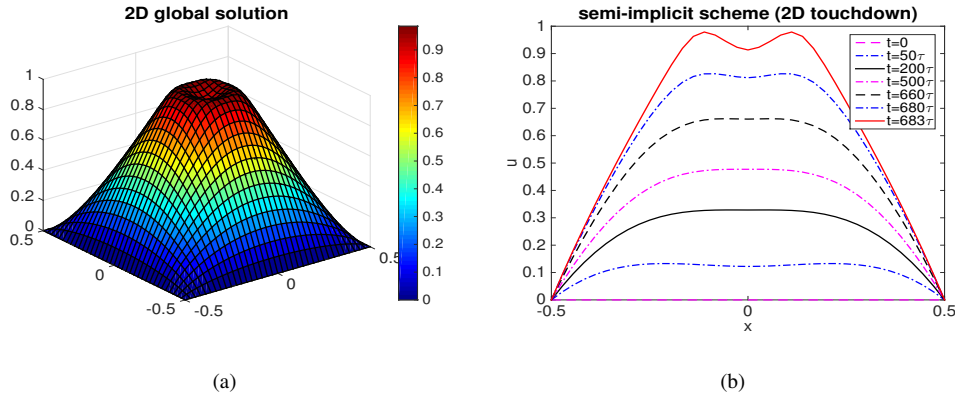 2D global solution
1
0.8
0.6
0.4
0.2
0
0.5
0
-0.5
-0.5
0
0.5
0.9
0.8
0.7
0.6
0.5
0.4
0.3
0.2
0.1
0
(a)
semi-implicit scheme (2D touchdown)
1
0.9
0.8
0.7
0.6
0.5
0.4
0.3
0.2
0.1
0
u
-0.5
0
0.5
x
t=0
t=50τ
t=200τ
t=500τ
t=660τ
t=680τ
t=683τ
(b)